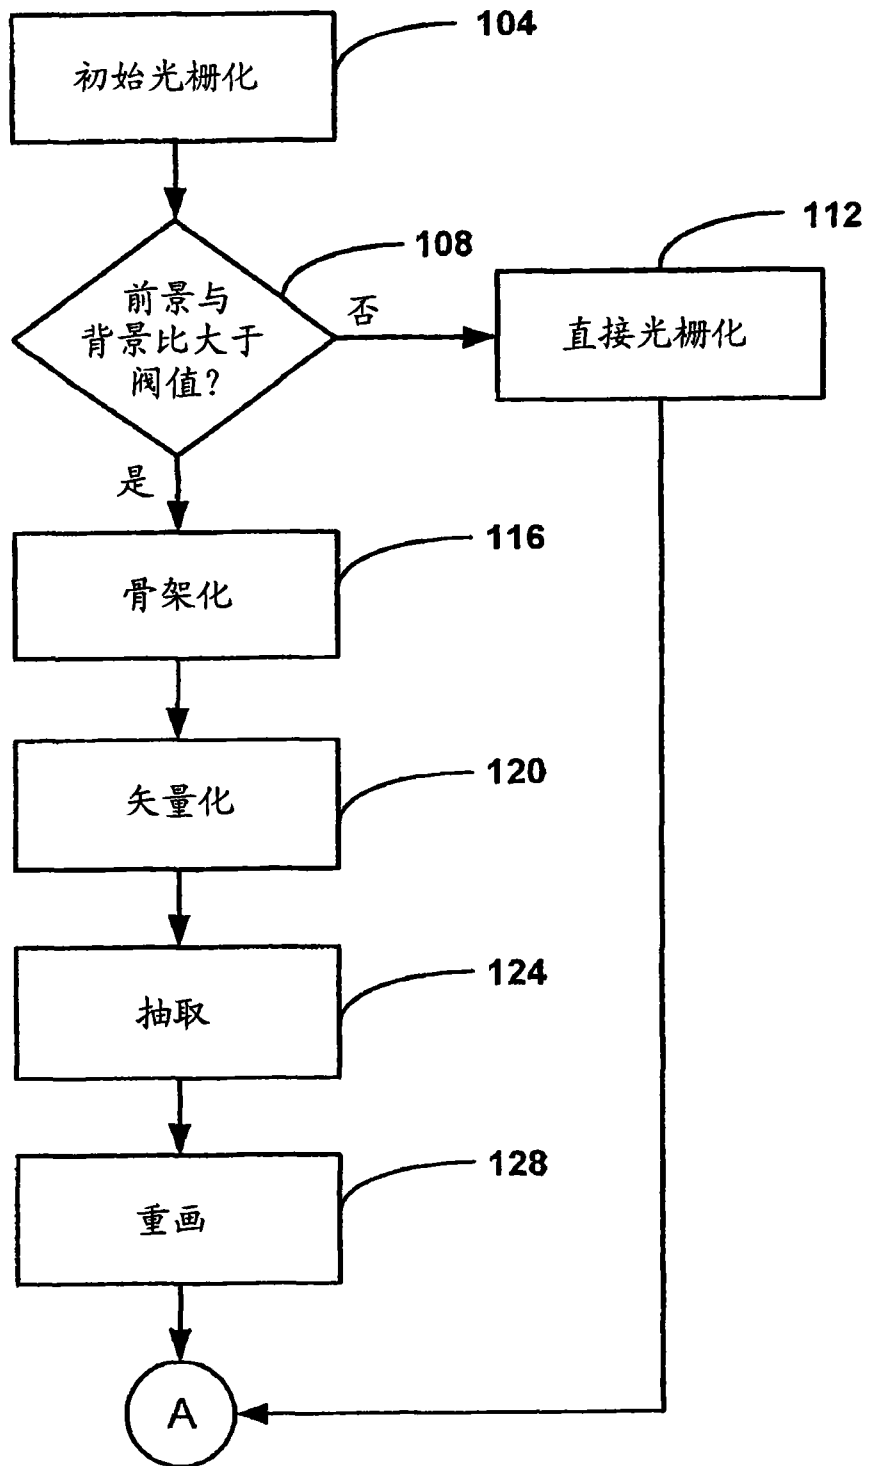 104
初始光栅化
108
112
前景与
背景比大于
阀值？
否
直接光栅化
是
116
骨架化
120
矢量化
124
抽取
128
重画
A